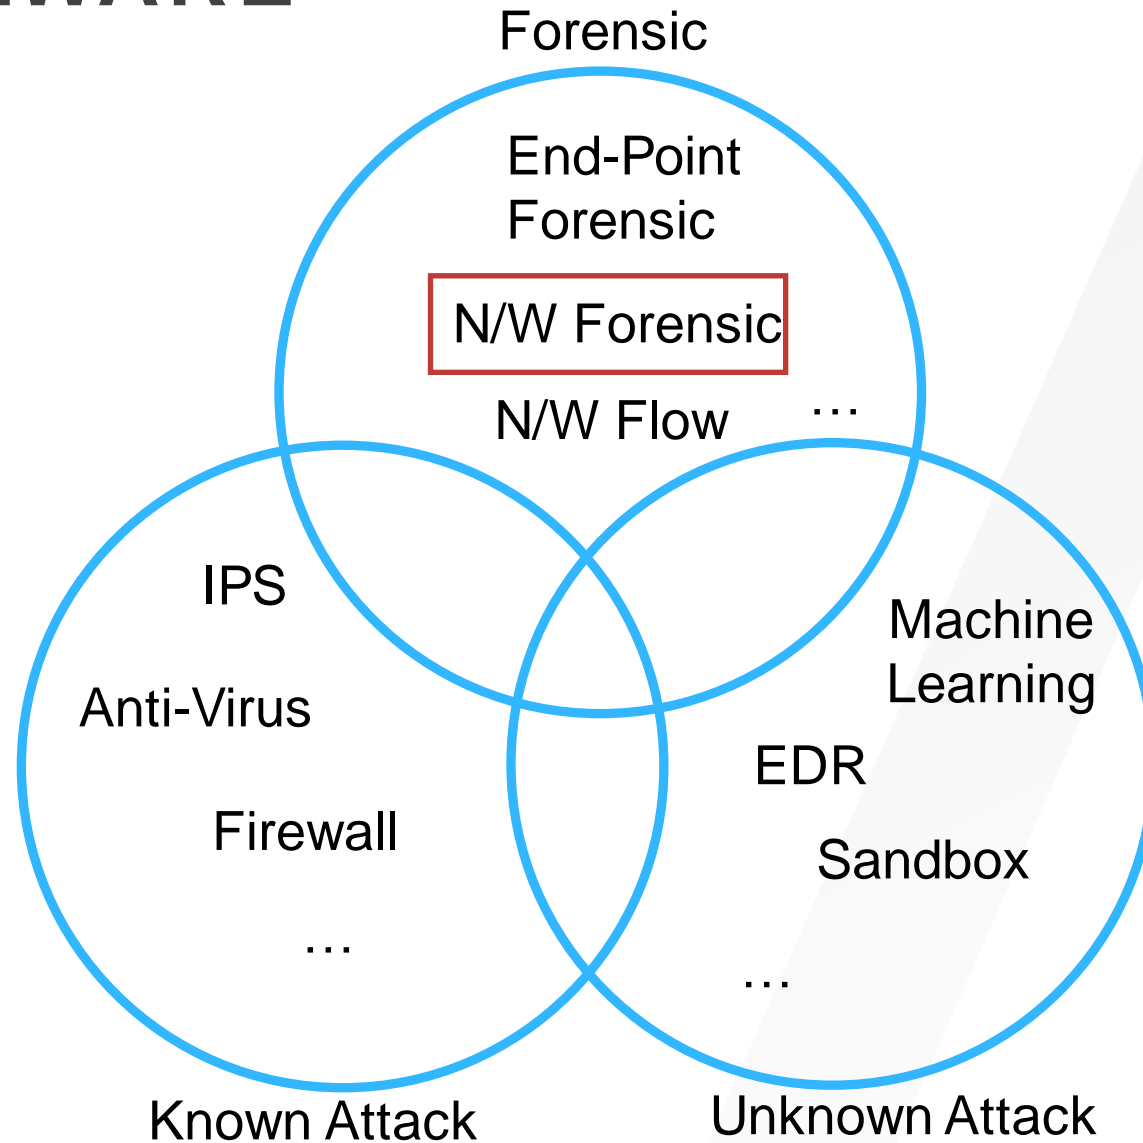 Forensic
End-Point
Forensic
N/W Forensic
N/W Flow
…
IPS
Anti-Virus
Firewall
…
Machine
Learning
EDR
Sandbox
…
Known Attack
Unknown Attack